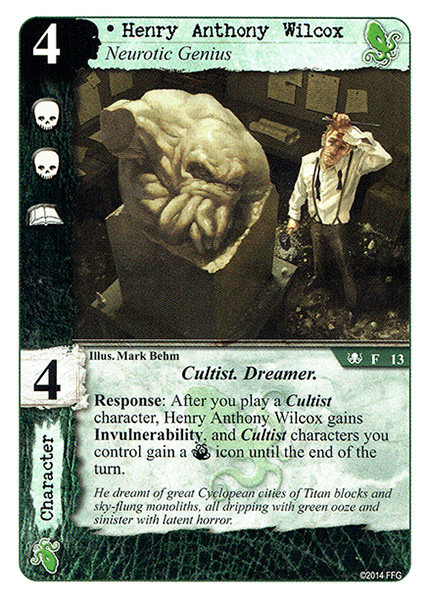 4
• Henry Anthony Wilcox
Neurotic Genius
Illus. Mark Behm
F 13
4
Cultist. Dreamer.
Response: After you play a Cultist
character, Henry Anthony Wilcox gains
Invulnerability, and Cultist characters you
control gain a icon until the end of the
turn.
He dreamt of great Cyclopean cities of Titan blocks and
sky-flung monoliths, all dripping with green ooze and
sinister with latent horror.
Character
©2014 FFG